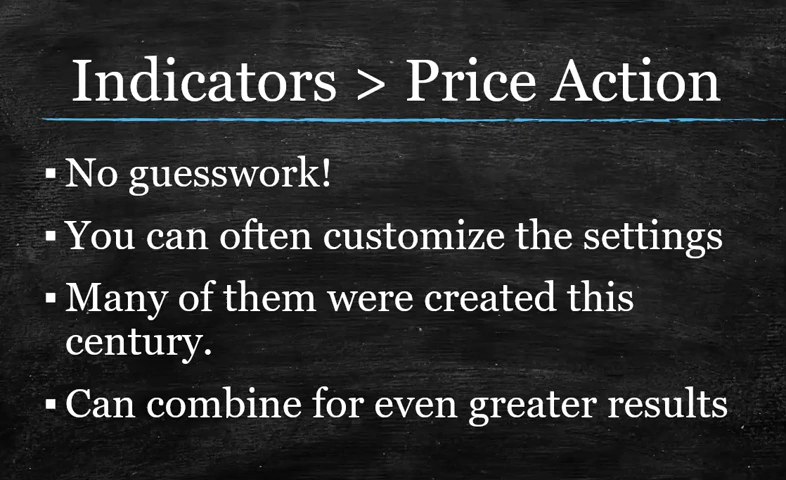 Indicators > Price Action
▪ No guesswork!
▪ You can often customize the settings
▪ Many of them were created this
century.
▪ Can combine for even greater results